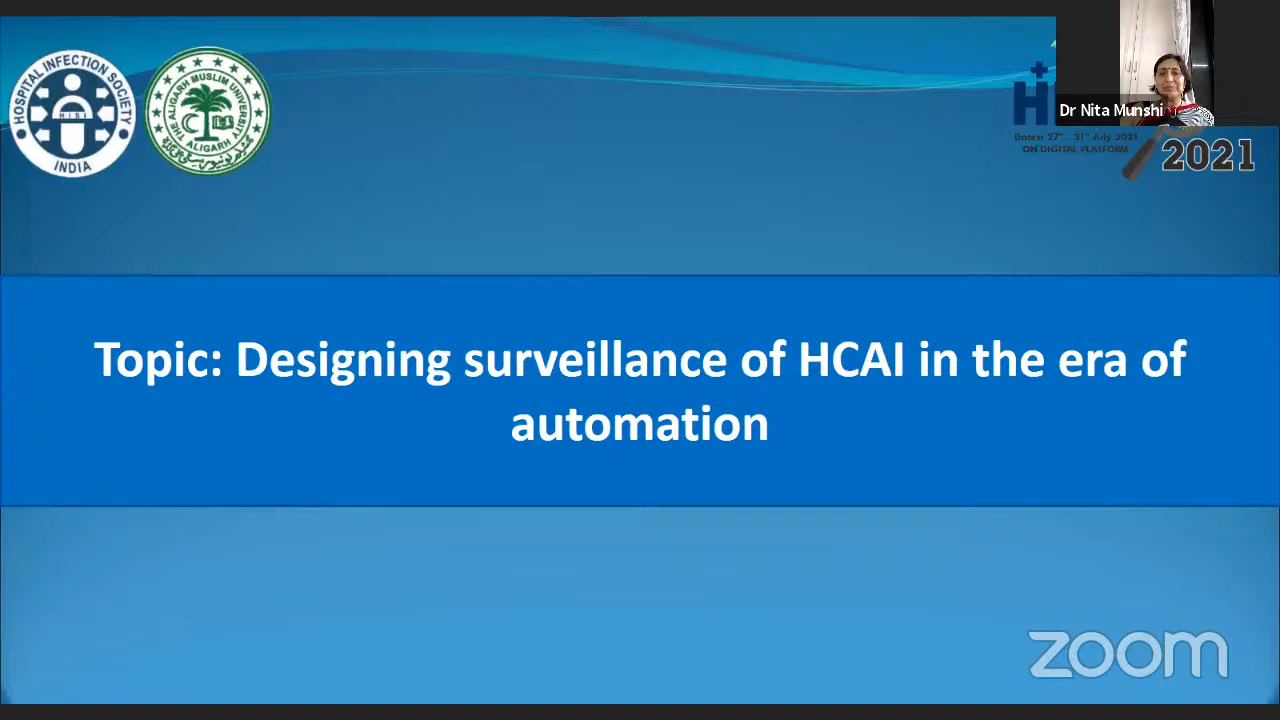 HOSPITAL INFECTION SOCIETY
H I S I
INDIA
THE ALIGARH MUSLIM UNIVERSITY
ALIGARH
H
Dr Nita Munshi
Dates: 27th - 31st July 2021
ON DIGITAL PLATFORM
2021
Topic: Designing surveillance of HCAI in the era of
automation
zoom